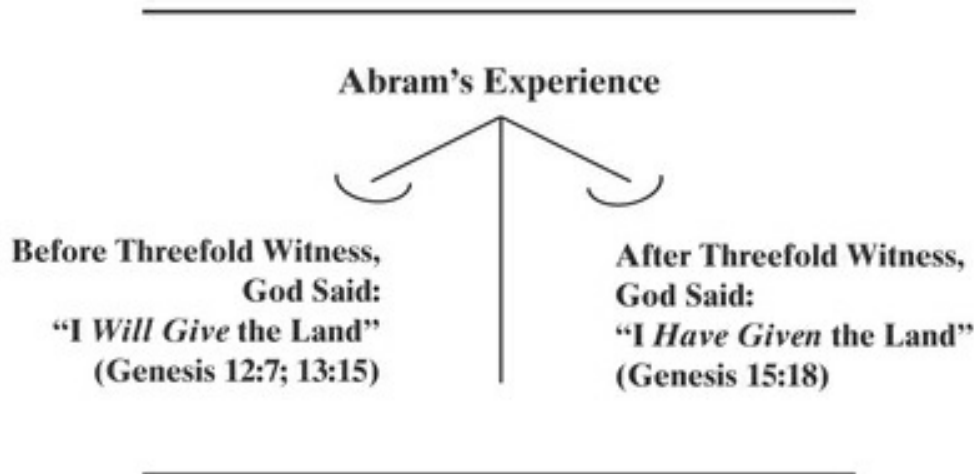 Abram's Experience
Before Threefold Witness,
God Said:
“I Will Give the Land”
(Genesis 12:7; 13:15)
After Threefold Witness,
God Said:
“I Have Given the Land”
(Genesis 15:18)